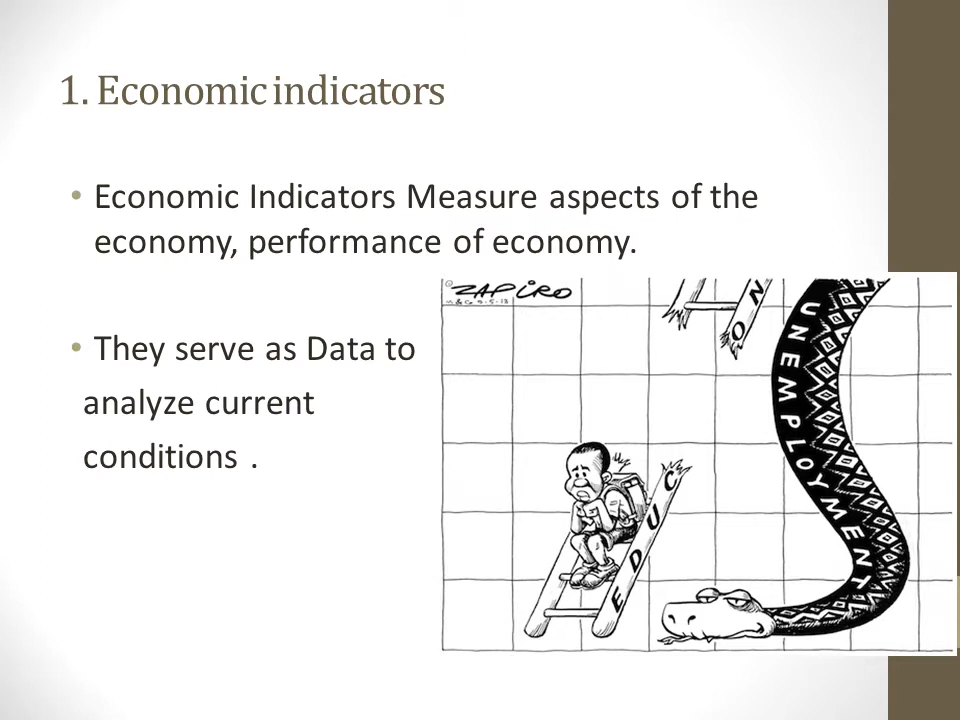 1. Economic indicators
• Economic Indicators Measure aspects of the
economy, performance of economy.
• They serve as Data to
analyze current
conditions .
©ZAPIRO
ON
UNEMPLOYMENT
EDUC